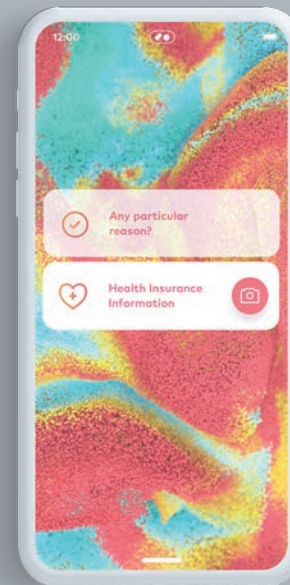 12:00
Any particular
reason?
Health Insurance
Information